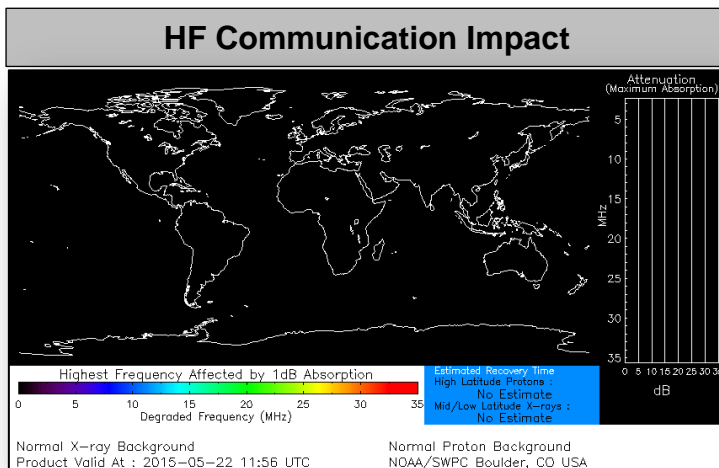 HF Communication Impact
Attenuation
(Maximum Absorption)
5
10
15
20
25
30
35
MHz
0 5 10 15 20 25 30
dB
Highest Frequency Affected by 1dB Absorption
0 5 10 15 20 25 30 35
Degraded Frequency (MHz)
Estimated Recovery Time
High Latitude Protons :
No Estimate
Mid/Low Latitude X-rays :
No Estimate
Normal X-ray Background
Product Valid At : 2015-05-22 11:56 UTC
Normal Proton Background
NOAA/SWPC Boulder, CO USA